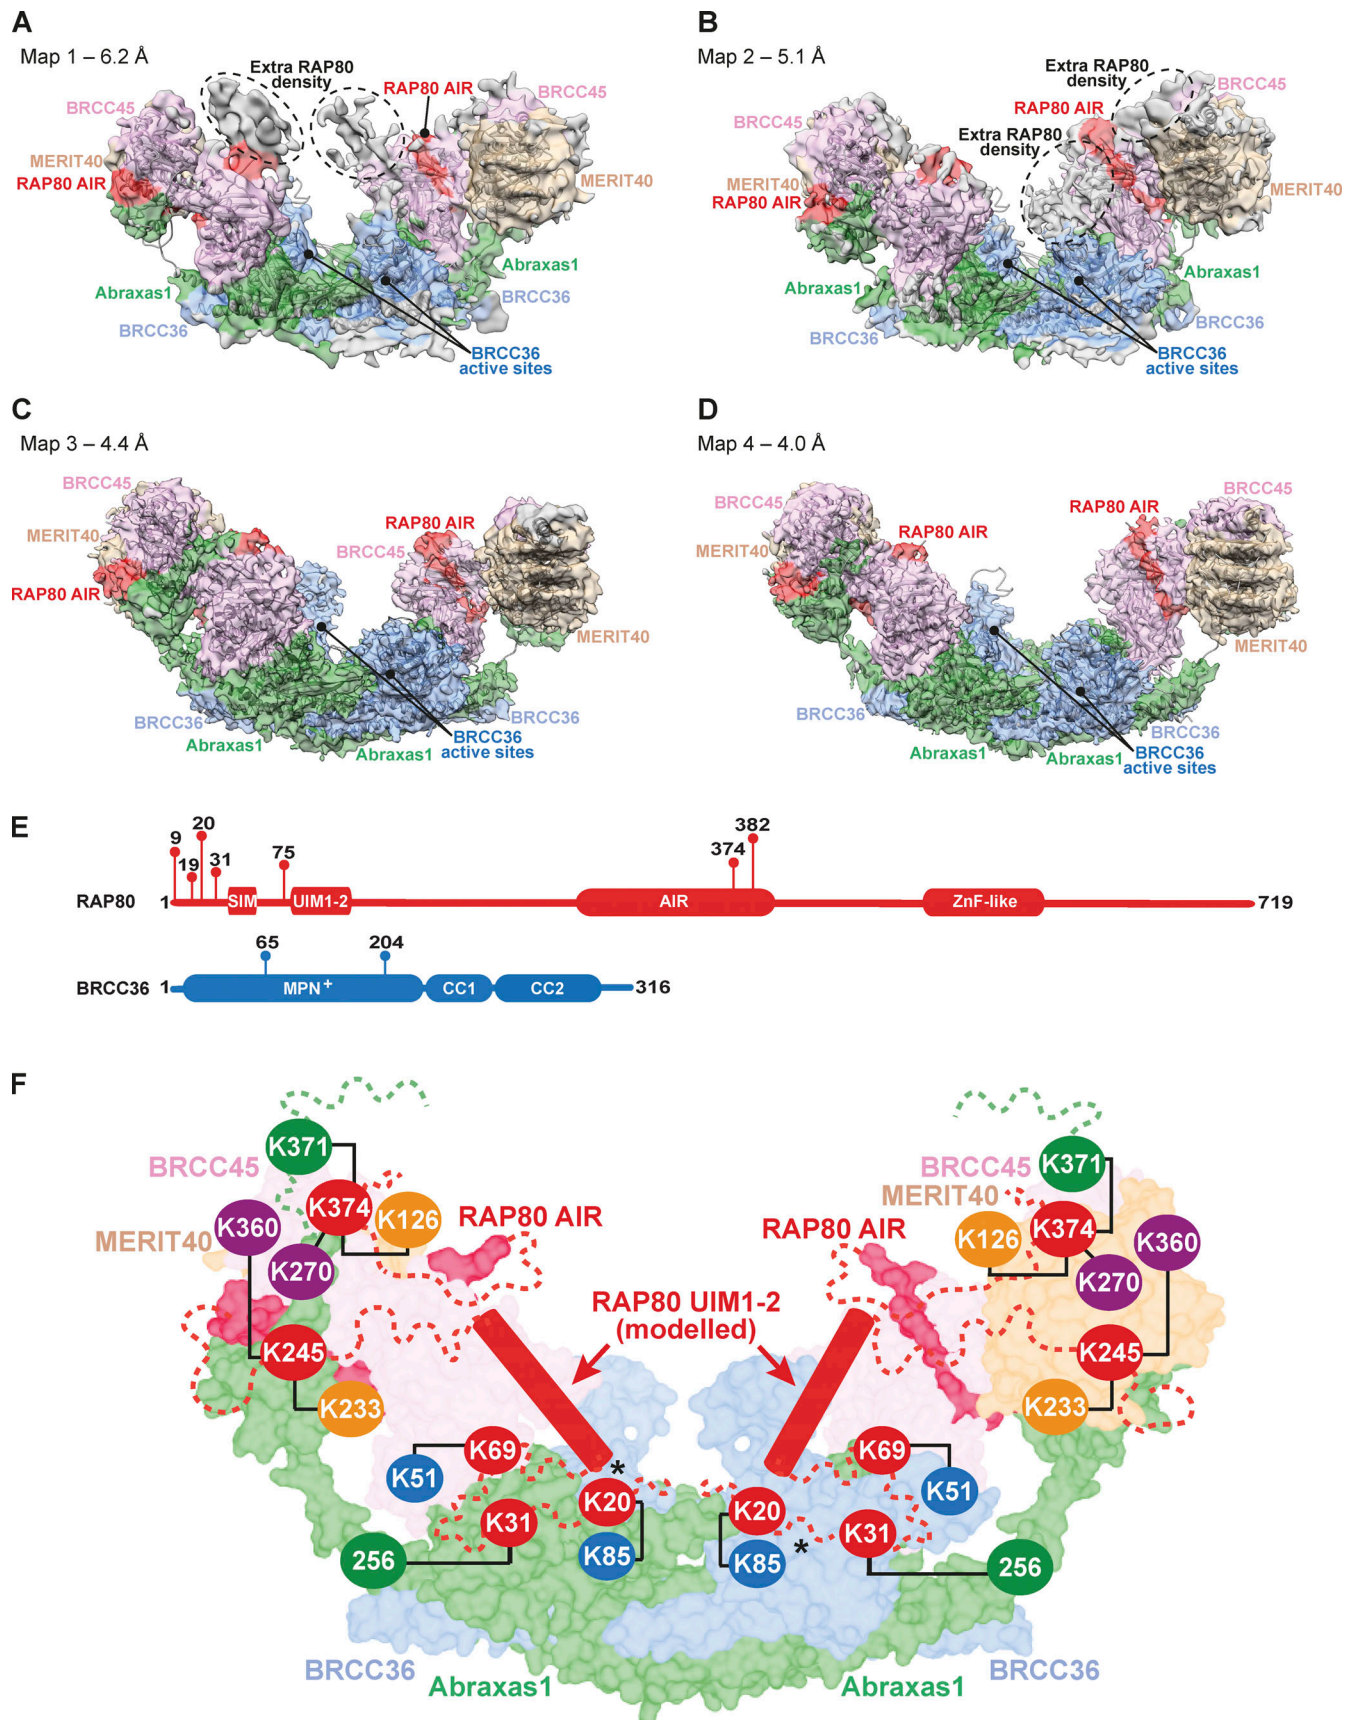 A
Map 1 – 6.2 Å
Extra RAP80
density
RAP80 AIR
BRCC45
BRCC45
MERIT40
RAP80 AIR
MERIT40
Abraxas1
Abraxas1
BRCC36
BRCC36
BRCC36
active sites
B
Map 2 – 5.1 Å
Extra RAP80
density
BRCC45
RAP80 AIR
BRCC45
Extra RAP80
density
MERIT40
RAP80 AIR
MERIT40
Abraxas1
Abraxas1
BRCC36
BRCC36
BRCC36
active sites
C
Map 3 – 4.4 Å
BRCC45
RAP80 AIR
MERIT40
BRCC45
RAP80 AIR
MERIT40
BRCC36
BRCC36
Abraxas1
Abraxas1
BRCC36
active sites
D
Map 4 – 4.0 Å
BRCC45
BRCC45
RAP80 AIR
RAP80 AIR
MERIT40
MERIT40
BRCC36
BRCC36
Abraxas1
Abraxas1
BRCC36
active sites
E
9
19
20
31
75
374
382
RAP80
1
SIM
UIM1-2
AIR
ZnF-like
719
65
204
BRCC36
1
MPN+
CC1
CC2
316
F
K371
BRCC45
K374
K360
K126
RAP80 AIR
MERIT40
K270
K245
K233
RAP80 UIM1-2
(modelled)
K69
K51
*
K20
K31
K85
256
BRCC36
Abraxas1
BRCC45
K371
MERIT40
RAP80 AIR
K126
K374
K360
K270
K245
K233
K69
K51
K20
K31
K85
*
256
Abraxas1
BRCC36